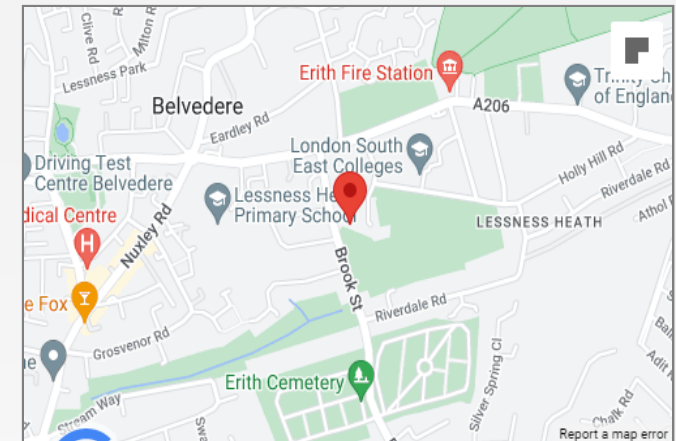 Clive Rd
Milton R
Lessness Park
Belvedere
Eardley Rd
Erith Fire Station
A206
Trinity Ch
of England
London South
East Colleges
Driving Test
Centre Belvedere
Lessness He
Primary School
Holly Hill Rd
Riverdale Rd
Athol
LESSNESS HEATH
dical Centre
H
Nuxley Rd
Brook St
e Fox
Riverdale Rd
Grosvenor Rd
ne
Erith Cemetery
Silver Spring Cl
Stream Way
Swa
Chalk Rd
Adit
Report a map error